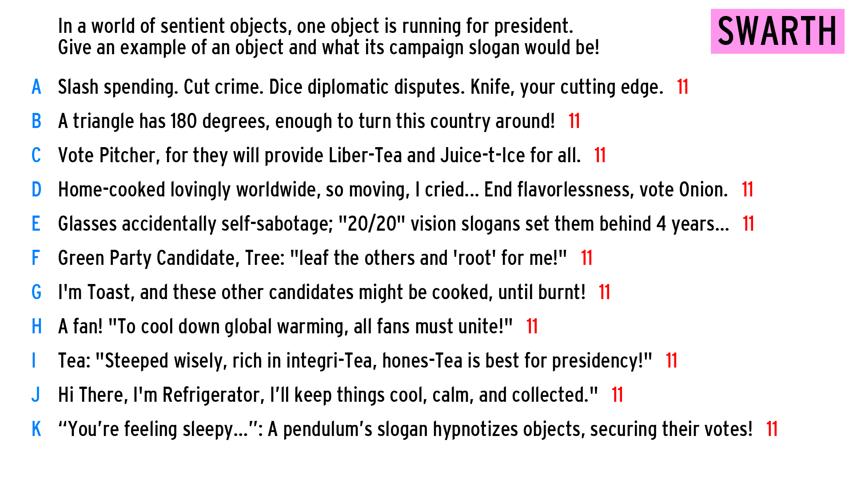 In a world of sentient objects, one object is running for president.
Give an example of an object and what its campaign slogan would be!
SWARTH
A Slash spending. Cut crime. Dice diplomatic disputes. Knife, your cutting edge. 11
B A triangle has 180 degrees, enough to turn this country around! 11
C Vote Pitcher, for they will provide Liber-Tea and Juice-t-Ice for all. 11
D Home-cooked lovingly worldwide, so moving, I cried... End flavorlessness, vote Onion. 11
E Glasses accidentally self-sabotage; "20/20" vision slogans set them behind 4 years... 11
F Green Party Candidate, Tree: "leaf the others and 'root' for me!" 11
G I'm Toast, and these other candidates might be cooked, until burnt! 11
H A fan! "To cool down global warming, all fans must unite!" 11
I Tea: "Steeped wisely, rich in integri-Tea, hones-Tea is best for presidency!" 11
J Hi There, I'm Refrigerator, I’ll keep things cool, calm, and collected." 11
K “You’re feeling sleepy...”: A pendulum’s slogan hypnotizes objects, securing their votes! 11